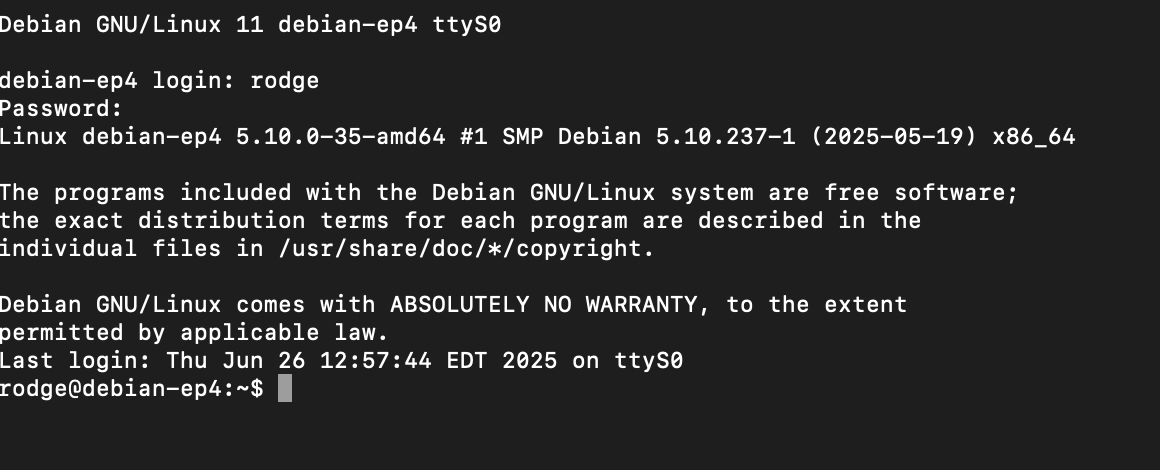 Debian GNU/Linux 11 debian-ep4 ttyS0
debian-ep4 login: rodge
Password:
Linux debian-ep4 5.10.0-35-amd64 #1 SMP Debian 5.10.237-1 (2025-05-19) x86_64
The programs included with the Debian GNU/Linux system are free software;
the exact distribution terms for each program are described in the
individual files in /usr/share/doc/*/copyright.
Debian GNU/Linux comes with ABSOLUTELY NO WARRANTY, to the extent
permitted by applicable law.
Last login: Thu Jun 26 12:57:44 EDT 2025 on ttyS0
rodge@debian-ep4:~$